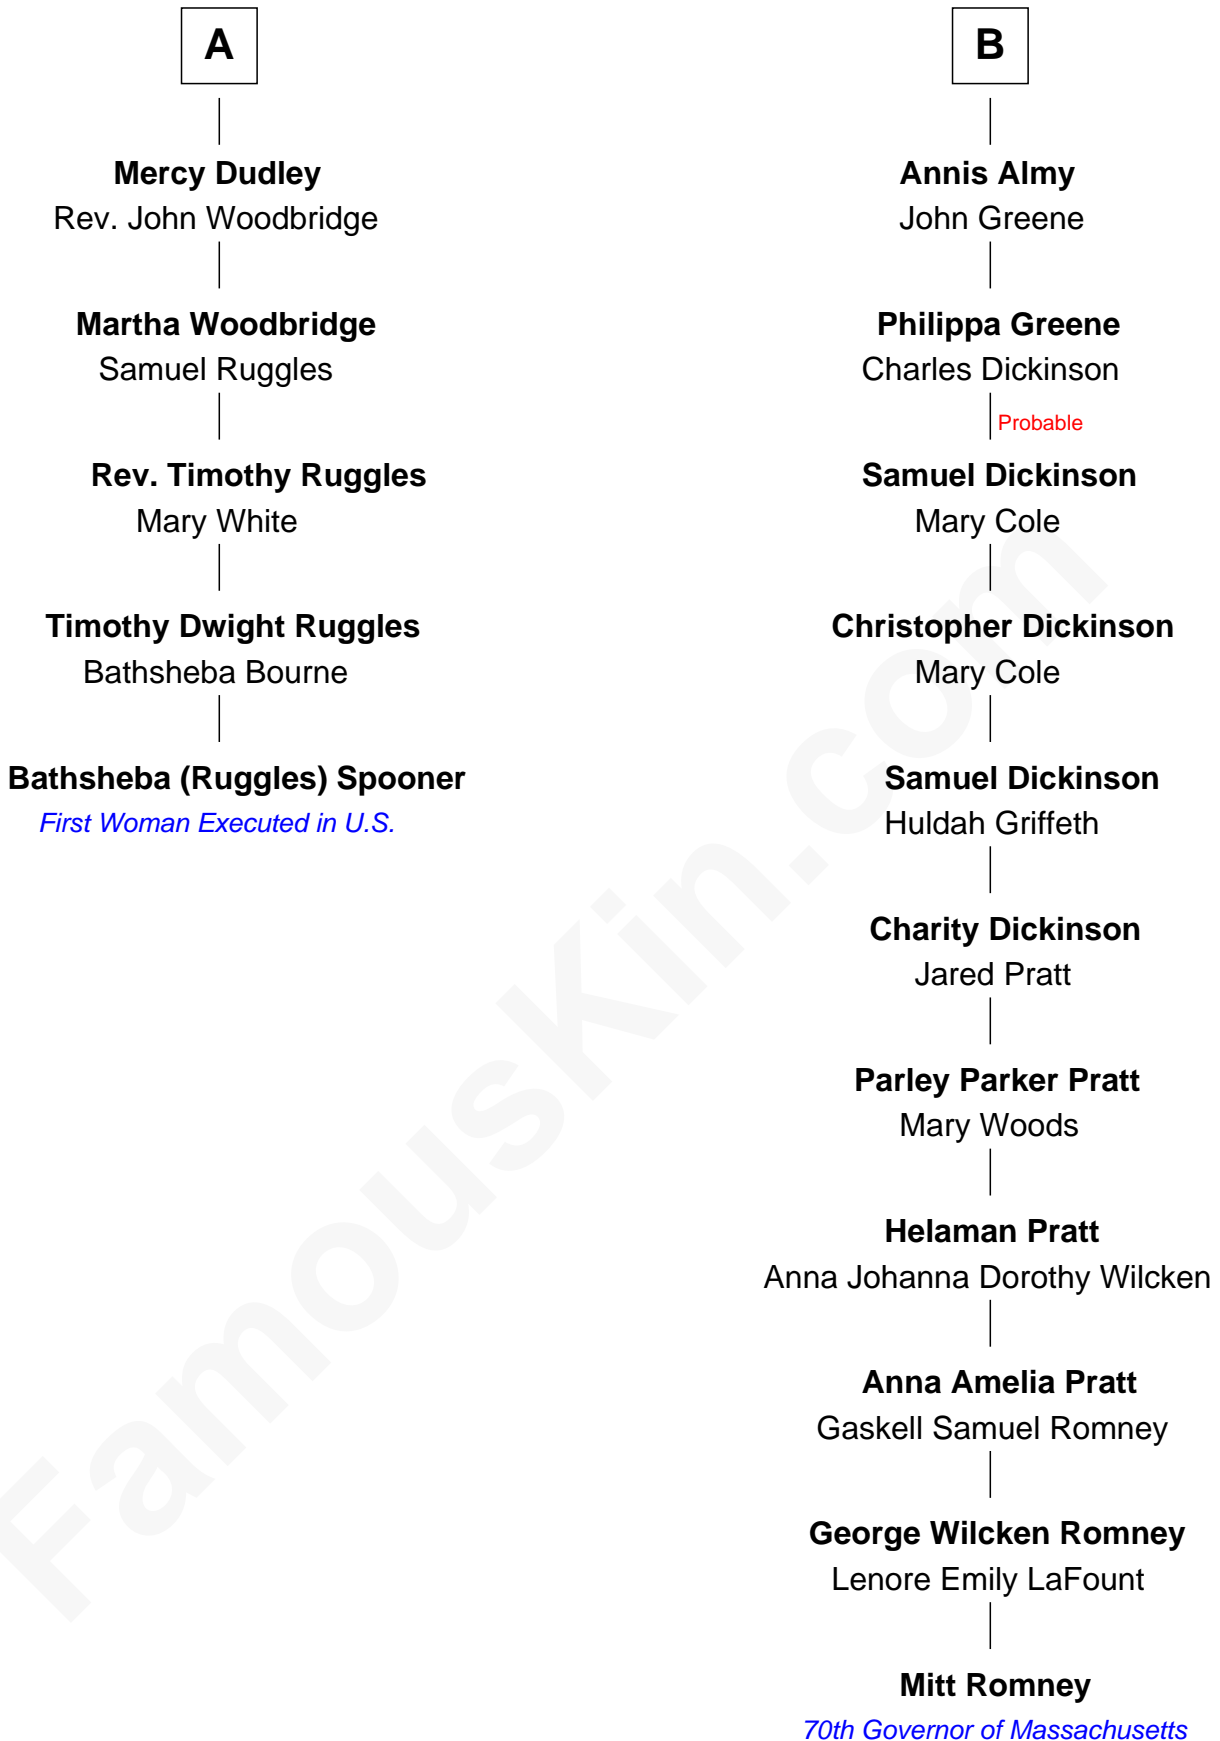 A
Mercy Dudley
Rev. John Woodbridge
Martha Woodbridge
Samuel Ruggles
Rev. Timothy Ruggles
Mary White
Timothy Dwight Ruggles
Bathsheba Bourne
Bathsheba (Ruggles) Spooner
First Woman Executed in U.S.
B
Annis Almy
John Greene
Philippa Greene
Charles Dickinson
Probable
Samuel Dickinson
Mary Cole
Christopher Dickinson
Mary Cole
Samuel Dickinson
Huldah Griffeth
Charity Dickinson
Jared Pratt
Parley Parker Pratt
Mary Woods
Helaman Pratt
Anna Johanna Dorothy Wilcken
Anna Amelia Pratt
Gaskell Samuel Romney
George Wilcken Romney
Lenore Emily LaFount
Mitt Romney
70th Governor of Massachusetts
FamousKin.com